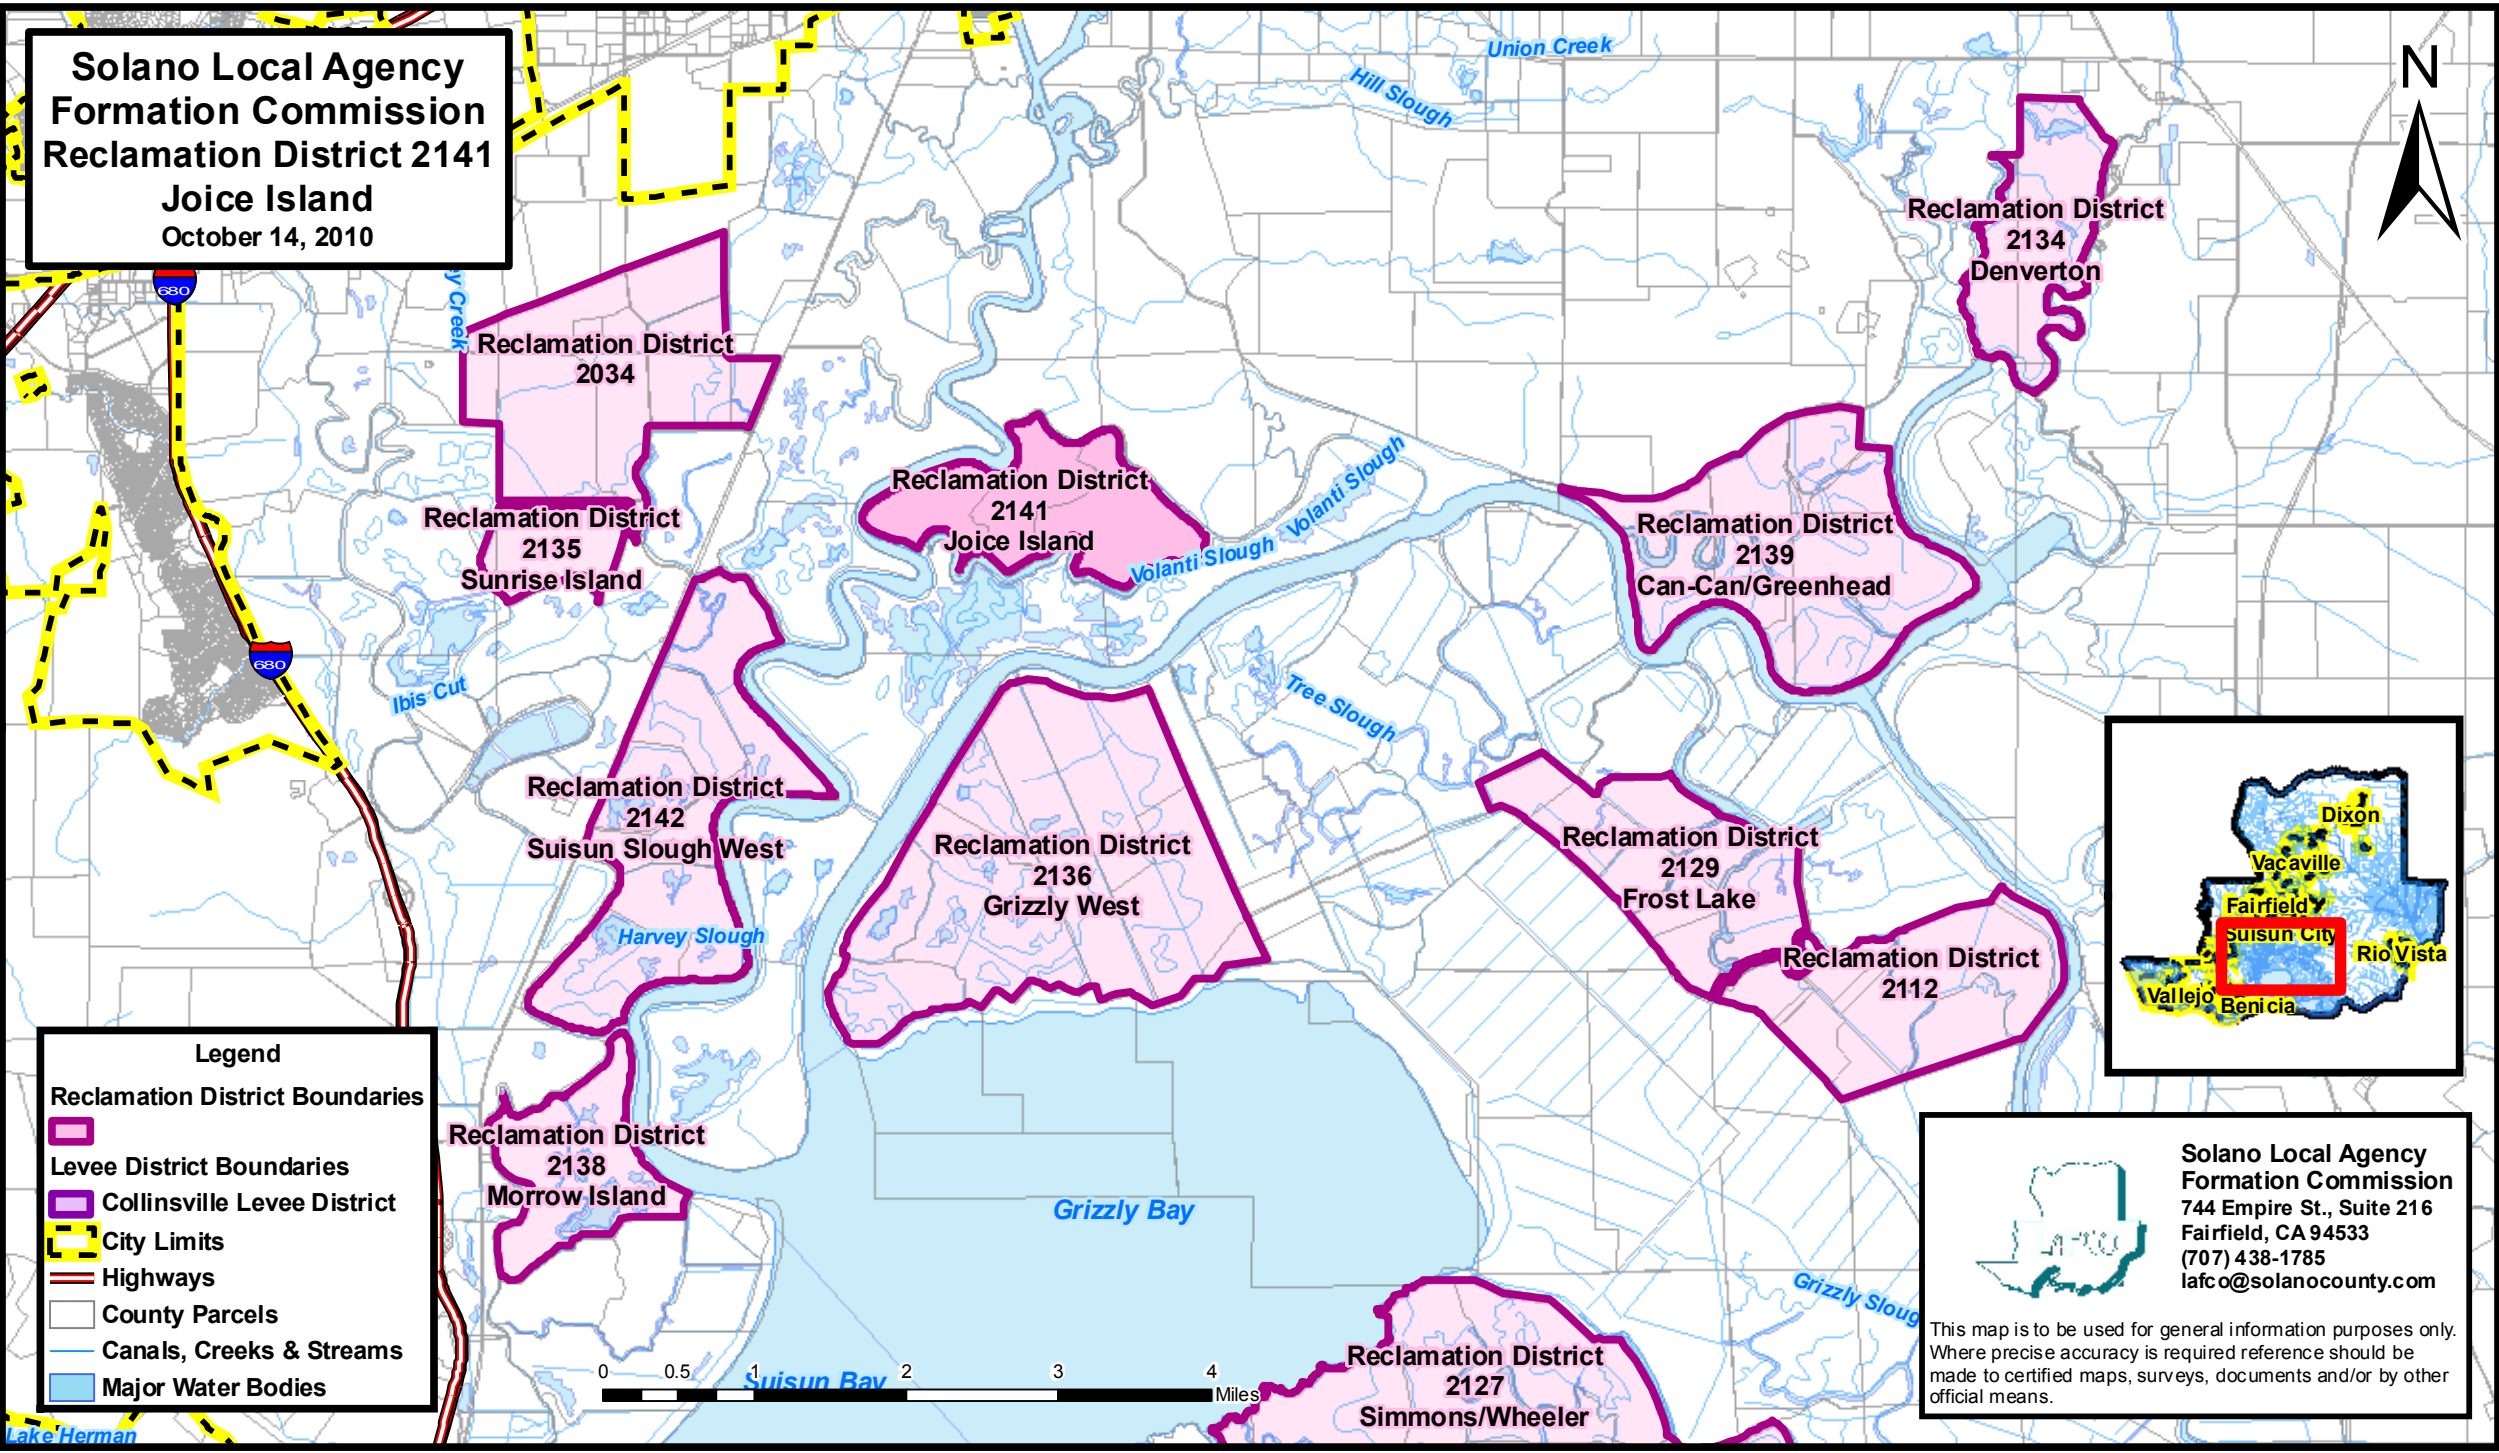 Solano Local Agency
Formation Commission
Reclamation District 2141
Joice Island
October 14, 2010
Union Creek
Hill Slough
N
680
ey Creek
Reclamation District
2034
Reclamation District
2134
Denverton
Reclamation District
2141
Joice Island
Volanti Slough
Volanti Slough
Reclamation District
2135
Sunrise Island
Reclamation District
2139
Can-Can/Greenhead
680
Ibis Cut
Tree Slough
Reclamation District
2142
Suisun Slough West
Harvey Slough
Reclamation District
2136
Grizzly West
Reclamation District
2129
Frost Lake
Reclamation District
2112
Dixon
Vacaville
Fairfield
Suisun City
Rio Vista
Vallejo
Benicia
Legend
Reclamation District Boundaries
Levee District Boundaries
Collinsville Levee District
City Limits
Highways
County Parcels
Canals, Creeks & Streams
Major Water Bodies
Reclamation District
2138
Morrow Island
Grizzly Bay
Suisun Bay
0 0.5 1 2 3 4
Miles
Reclamation District
2127
Simmons/Wheeler
Grizzly Sloug
Lake Herman
LAFCO
Solano Local Agency
Formation Commission
744 Empire St., Suite 216
Fairfield, CA 94533
(707) 438-1785
lafco@solanocounty.com
This map is to be used for general information purposes only.
Where precise accuracy is required reference should be
made to certified maps, surveys, documents and/or by other
official means.